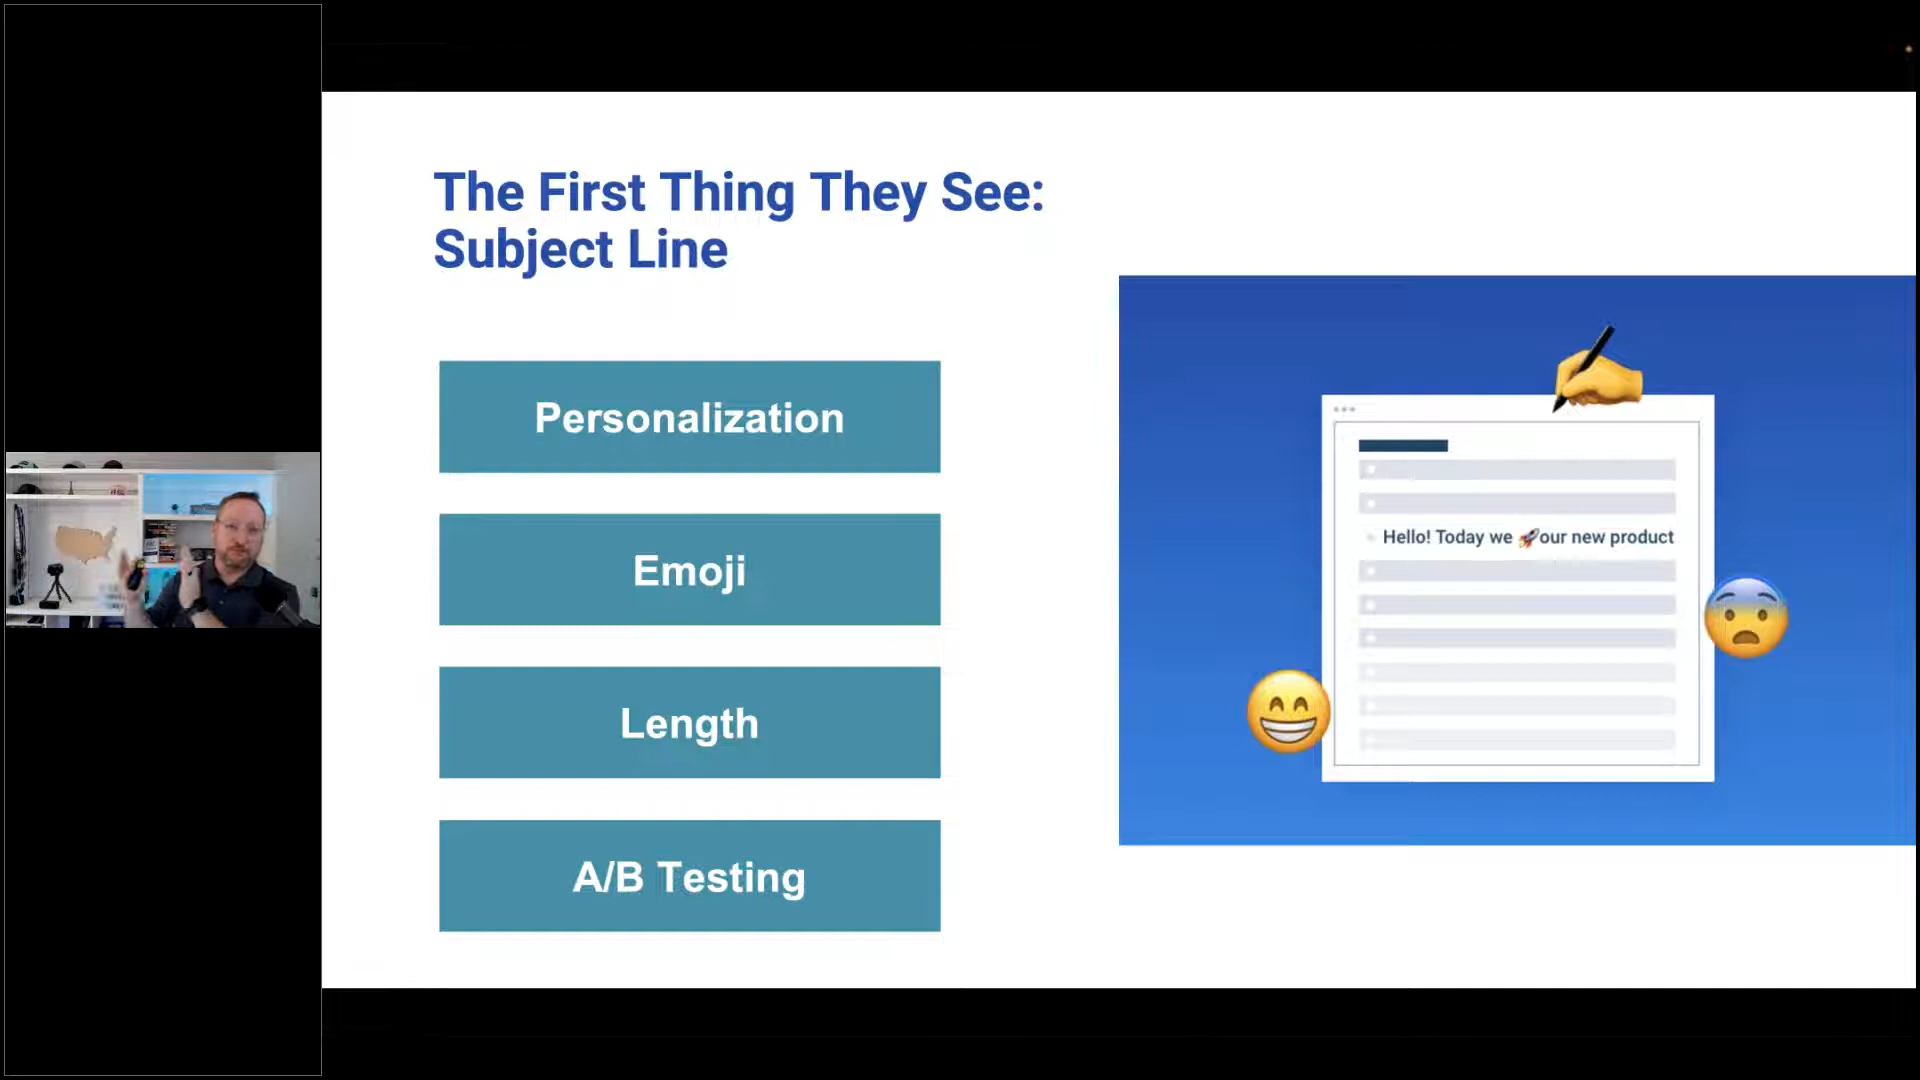 The First Thing They See:
Subject Line
Personalization
Emoji
Length
A/B Testing
Hello! Today we 🚀our new product